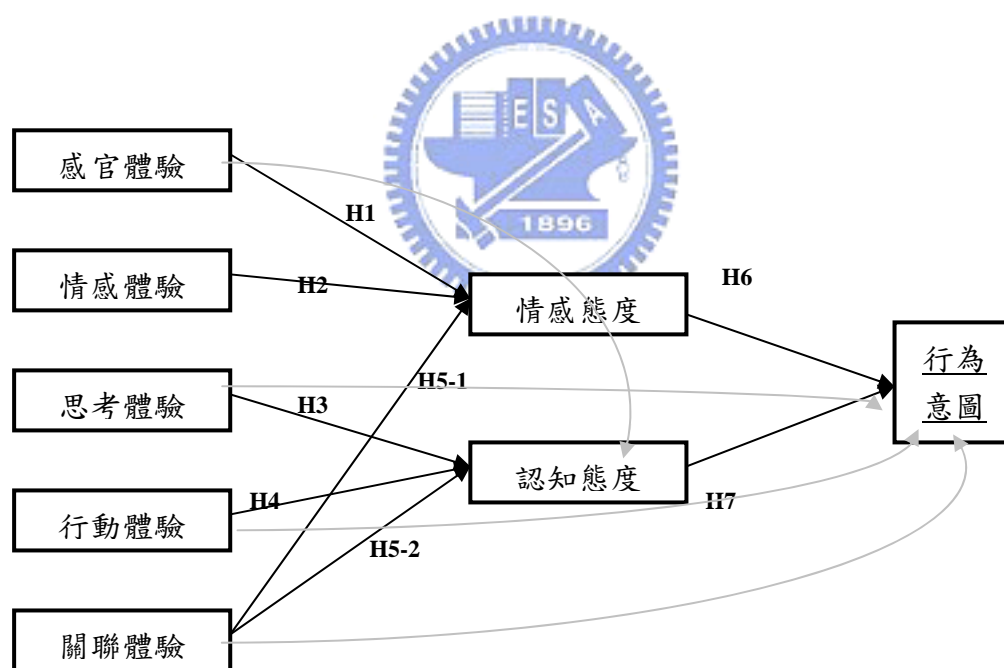 E S A
1896
感官體驗
H1
情感體驗
H2
情感態度
H6
行為
意圖
思考體驗
H5-1
H3
認知態度
行動體驗
H4
H7
H5-2
關聯體驗